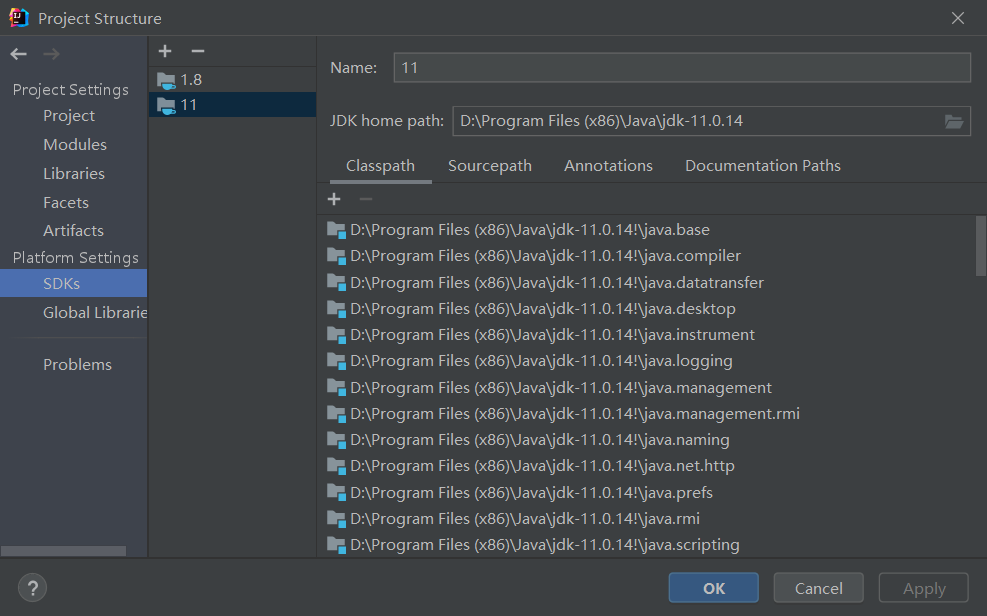 Project Structure
Project Settings
Project
Modules
Libraries
Facets
Artifacts
Platform Settings
SDKs
Global Librarie
Problems
1.8
11
Name: 11
JDK home path: D:\Program Files (x86)\Java\jdk-11.0.14
Classpath Sourcepath Annotations Documentation Paths
D:\Program Files (x86)\Java\jdk-11.0.14!\java.base
D:\Program Files (x86)\Java\jdk-11.0.14!\java.compiler
D:\Program Files (x86)\Java\jdk-11.0.14!\java.datatransfer
D:\Program Files (x86)\Java\jdk-11.0.14!\java.desktop
D:\Program Files (x86)\Java\jdk-11.0.14!\java.instrument
D:\Program Files (x86)\Java\jdk-11.0.14!\java.logging
D:\Program Files (x86)\Java\jdk-11.0.14!\java.management
D:\Program Files (x86)\Java\jdk-11.0.14!\java.management.rmi
D:\Program Files (x86)\Java\jdk-11.0.14!\java.naming
D:\Program Files (x86)\Java\jdk-11.0.14!\java.net.http
D:\Program Files (x86)\Java\jdk-11.0.14!\java.prefs
D:\Program Files (x86)\Java\jdk-11.0.14!\java.rmi
D:\Program Files (x86)\Java\jdk-11.0.14!\java.scripting
? OK Cancel Apply